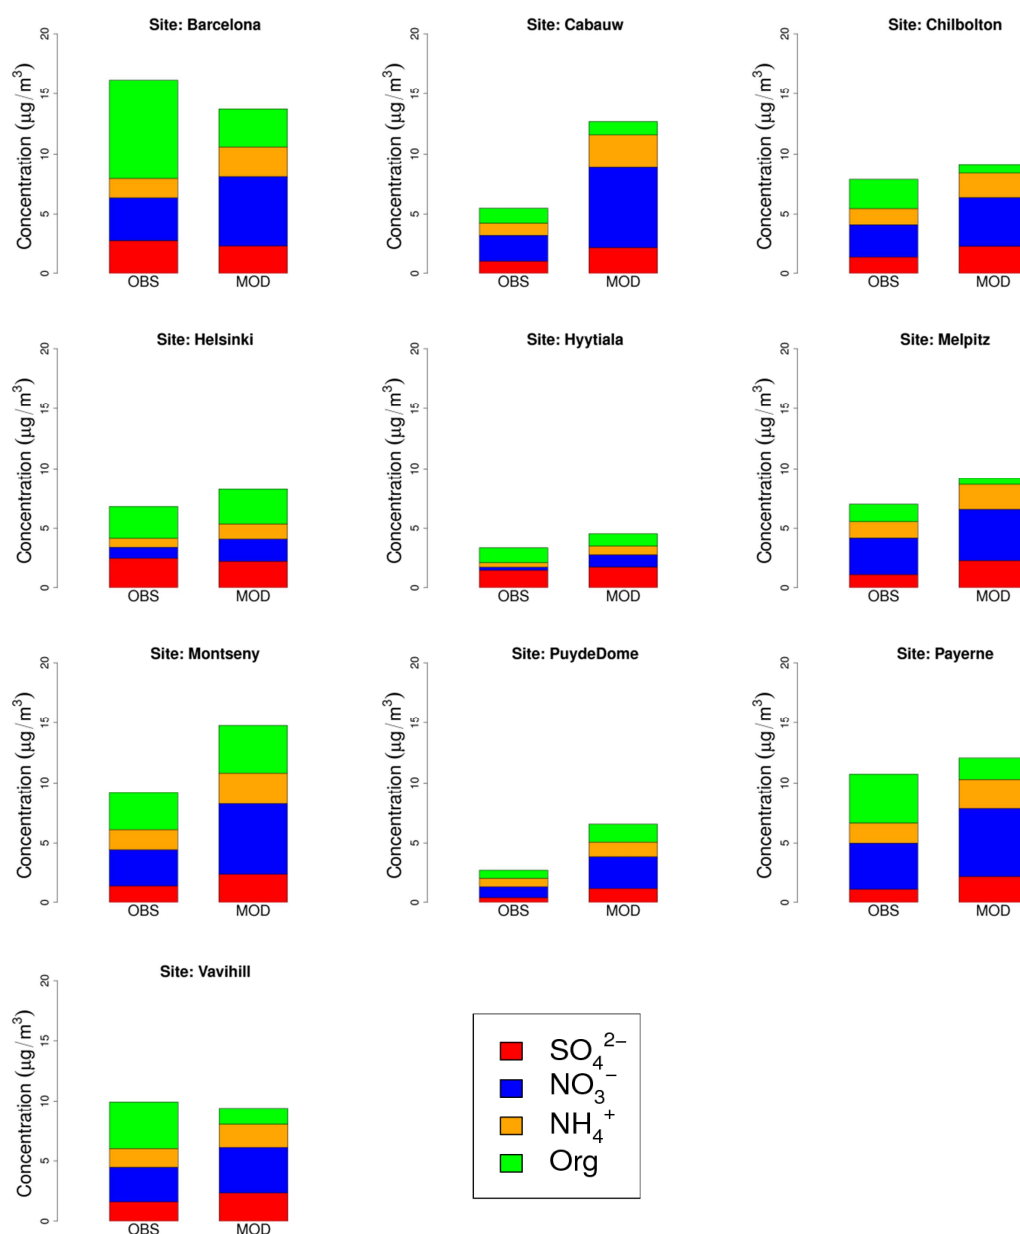 Site: Barcelona
Concentration (μg/m³)
0 5 10 15 20
OBS MOD
Site: Cabauw
Concentration (μg/m³)
0 5 10 15 20
OBS MOD
Site: Chilbolton
Concentration (μg/m³)
0 5 10 15 20
OBS MOD
Site: Helsinki
Concentration (μg/m³)
0 5 10 15 20
OBS MOD
Site: Hyytiala
Concentration (μg/m³)
0 5 10 15 20
OBS MOD
Site: Melpitz
Concentration (μg/m³)
0 5 10 15 20
OBS MOD
Site: Montseny
Concentration (μg/m³)
0 5 10 15 20
OBS MOD
Site: PuydeDome
Concentration (μg/m³)
0 5 10 15 20
OBS MOD
Site: Payerne
Concentration (μg/m³)
0 5 10 15 20
OBS MOD
Site: Vavihill
Concentration (μg/m³)
0 5 10 15 20
OBS MOD
SO₄²⁻
NO₃⁻
NH₄⁺
Org